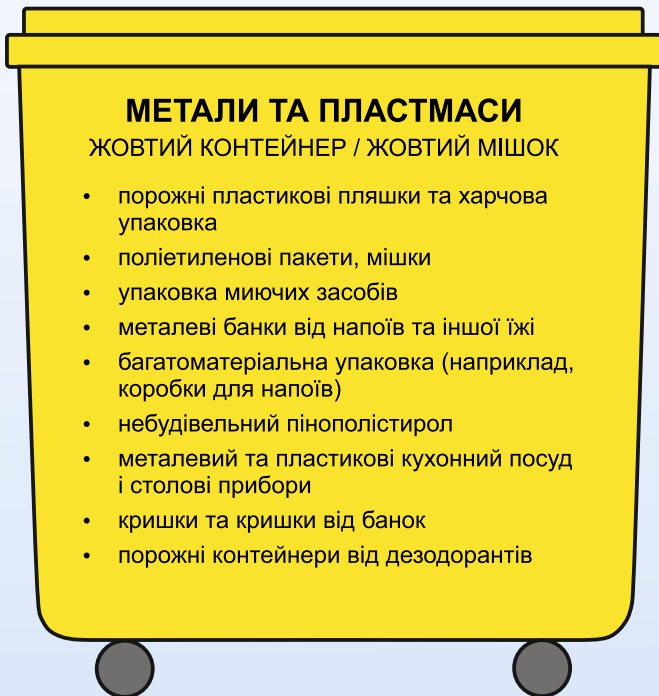 МЕТАЛИ ТА ПЛАСТМАСИ
ЖОВТИЙ КОНТЕЙНЕР / ЖОВТИЙ МІШОК
• порожні пластикові пляшки та харчова
упаковка
• поліетиленові пакети, мішки
• упаковка миючих засобів
• металеві банки від напоїв та іншої їжі
• багатоматеріальна упаковка (наприклад,
коробки для напоїв)
• небудівельний пінополістирол
• металевий та пластикові кухонний посуд
і столові прибори
• кришки та кришки від банок
• порожні контейнери від дезодорантів